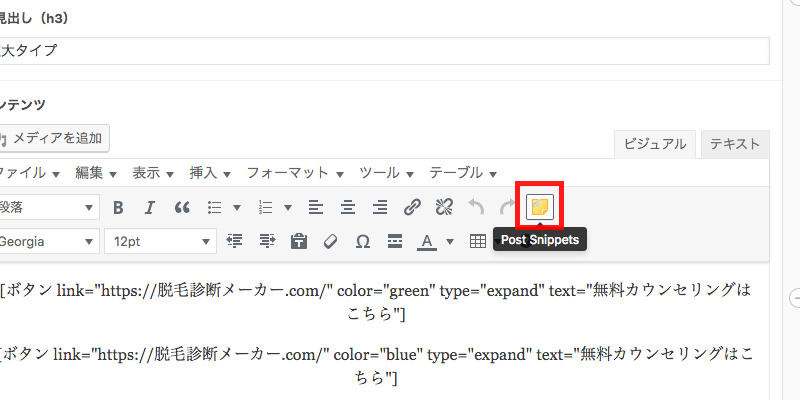 見出し（h3）
大タイプ
ンテンツ
メディアを追加
ビジュアル テキスト
ファイル 編集 表示 挿入 フォーマット ツール テーブル
段落 B I
Georgia 12pt Ω A
Post Snippets
[ボタン link="https://脱毛診断メーカー.com/" color="green" type="expand" text="無料カウンセリングは
こちら"]
[ボタン link="https://脱毛診断メーカー.com/" color="blue" type="expand" text="無料カウンセリングはこ
ちら"]